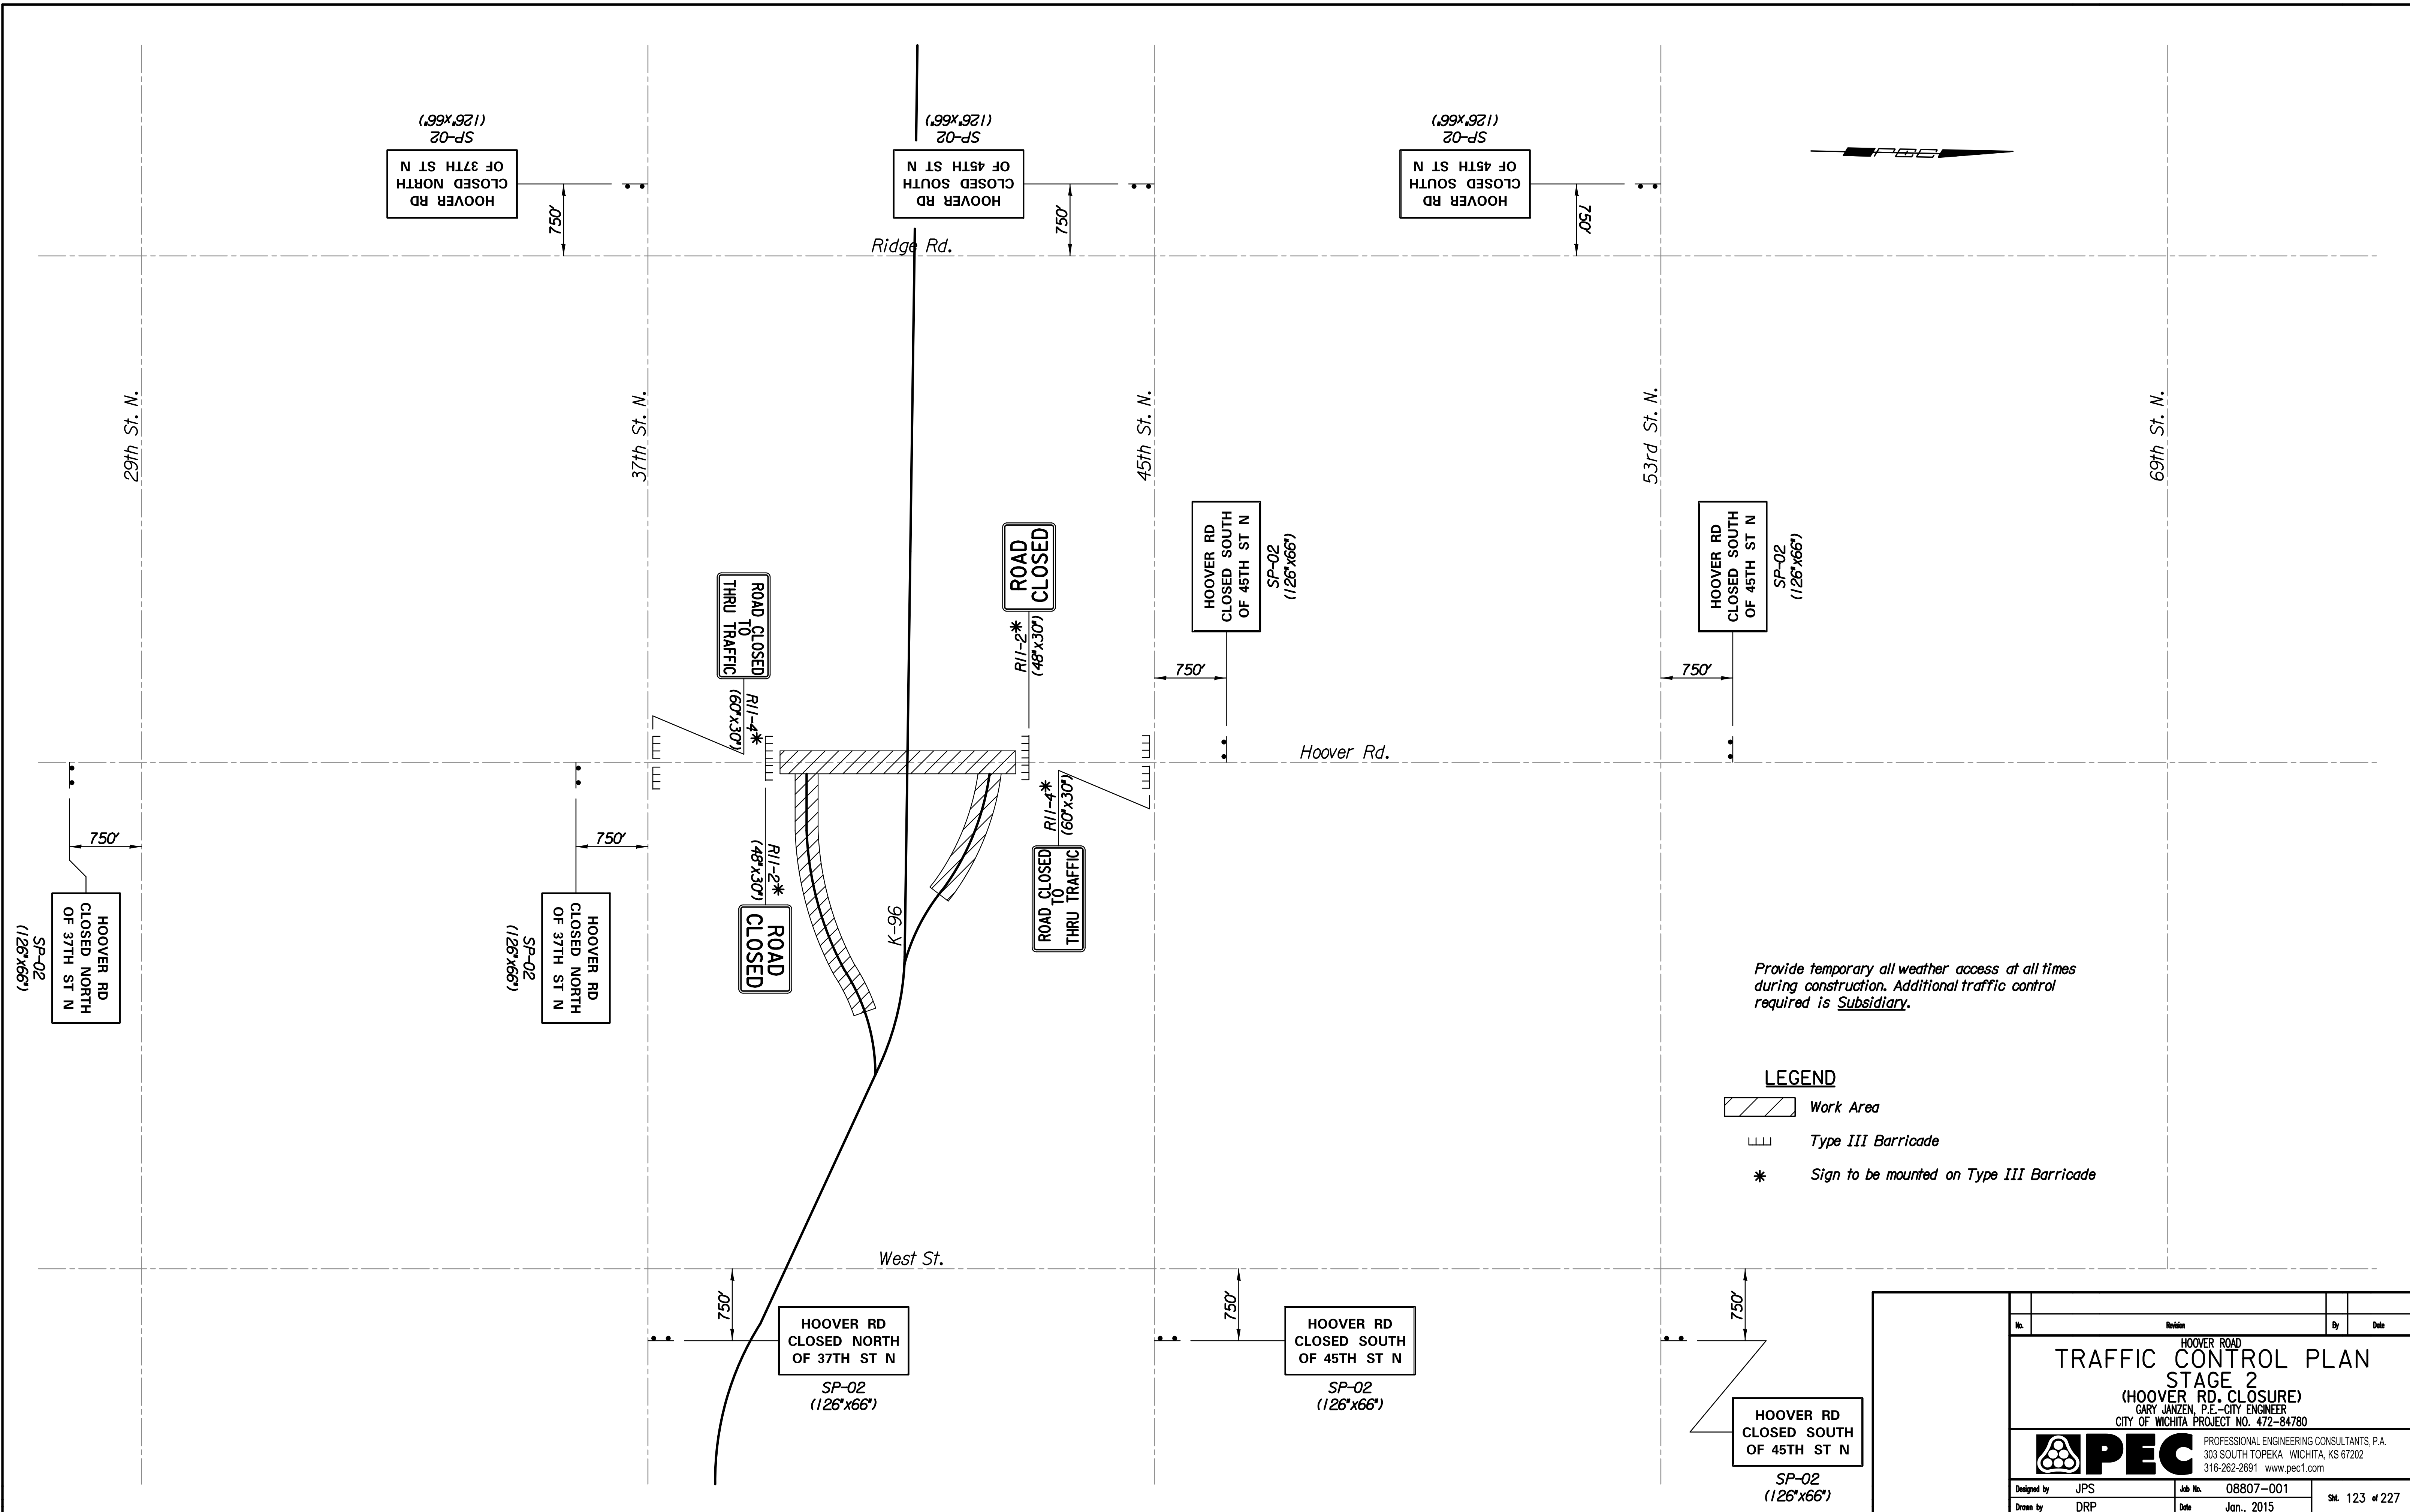 (126"x66")
SP-02
HOOVER RD
CLOSED NORTH
OF 37TH ST N
750'
(126"x66")
SP-02
HOOVER RD
CLOSED SOUTH
OF 45TH ST N
750'
(126"x66")
SP-02
HOOVER RD
CLOSED SOUTH
OF 45TH ST N
750'
PEC
Ridge Rd.
29th St. N.
37th St. N.
45th St. N.
53rd St. N.
69th St. N.
ROAD CLOSED
TO
THRU TRAFFIC
R11-4*
(60"x30")
ROAD
CLOSED
R11-2*
(48"x30")
HOOVER RD
CLOSED SOUTH
OF 45TH ST N
SP-02
(126"x66")
750'
HOOVER RD
CLOSED SOUTH
OF 45TH ST N
SP-02
(126"x66")
750'
Hoover Rd.
750'
HOOVER RD
CLOSED NORTH
OF 37TH ST N
SP-02
(126"x66")
750'
HOOVER RD
CLOSED NORTH
OF 37TH ST N
SP-02
(126"x66")
R11-2*
(48"x30")
ROAD
CLOSED
K-96
R11-4*
(60"x30")
ROAD CLOSED
TO
THRU TRAFFIC
Provide temporary all weather access at all times
during construction. Additional traffic control
required is Subsidiary.
LEGEND
Work Area
Type III Barricade
* Sign to be mounted on Type III Barricade
West St.
750'
HOOVER RD
CLOSED NORTH
OF 37TH ST N
SP-02
(126"x66")
750'
HOOVER RD
CLOSED SOUTH
OF 45TH ST N
SP-02
(126"x66")
750'
HOOVER RD
CLOSED SOUTH
OF 45TH ST N
SP-02
(126"x66")
No. Revision By Date
HOOVER ROAD
TRAFFIC CONTROL PLAN
STAGE 2
(HOOVER RD. CLOSURE)
GARY JANZEN, P.E.-CITY ENGINEER
CITY OF WICHITA PROJECT NO. 472-84780
PEC
PROFESSIONAL ENGINEERING CONSULTANTS, P.A.
303 SOUTH TOPEKA WICHITA, KS 67202
316-262-2691 www.pec1.com
Designed by JPS Job No. 08807-001
Drawn by DRP Date Jan., 2015
Sht. 123 of 227